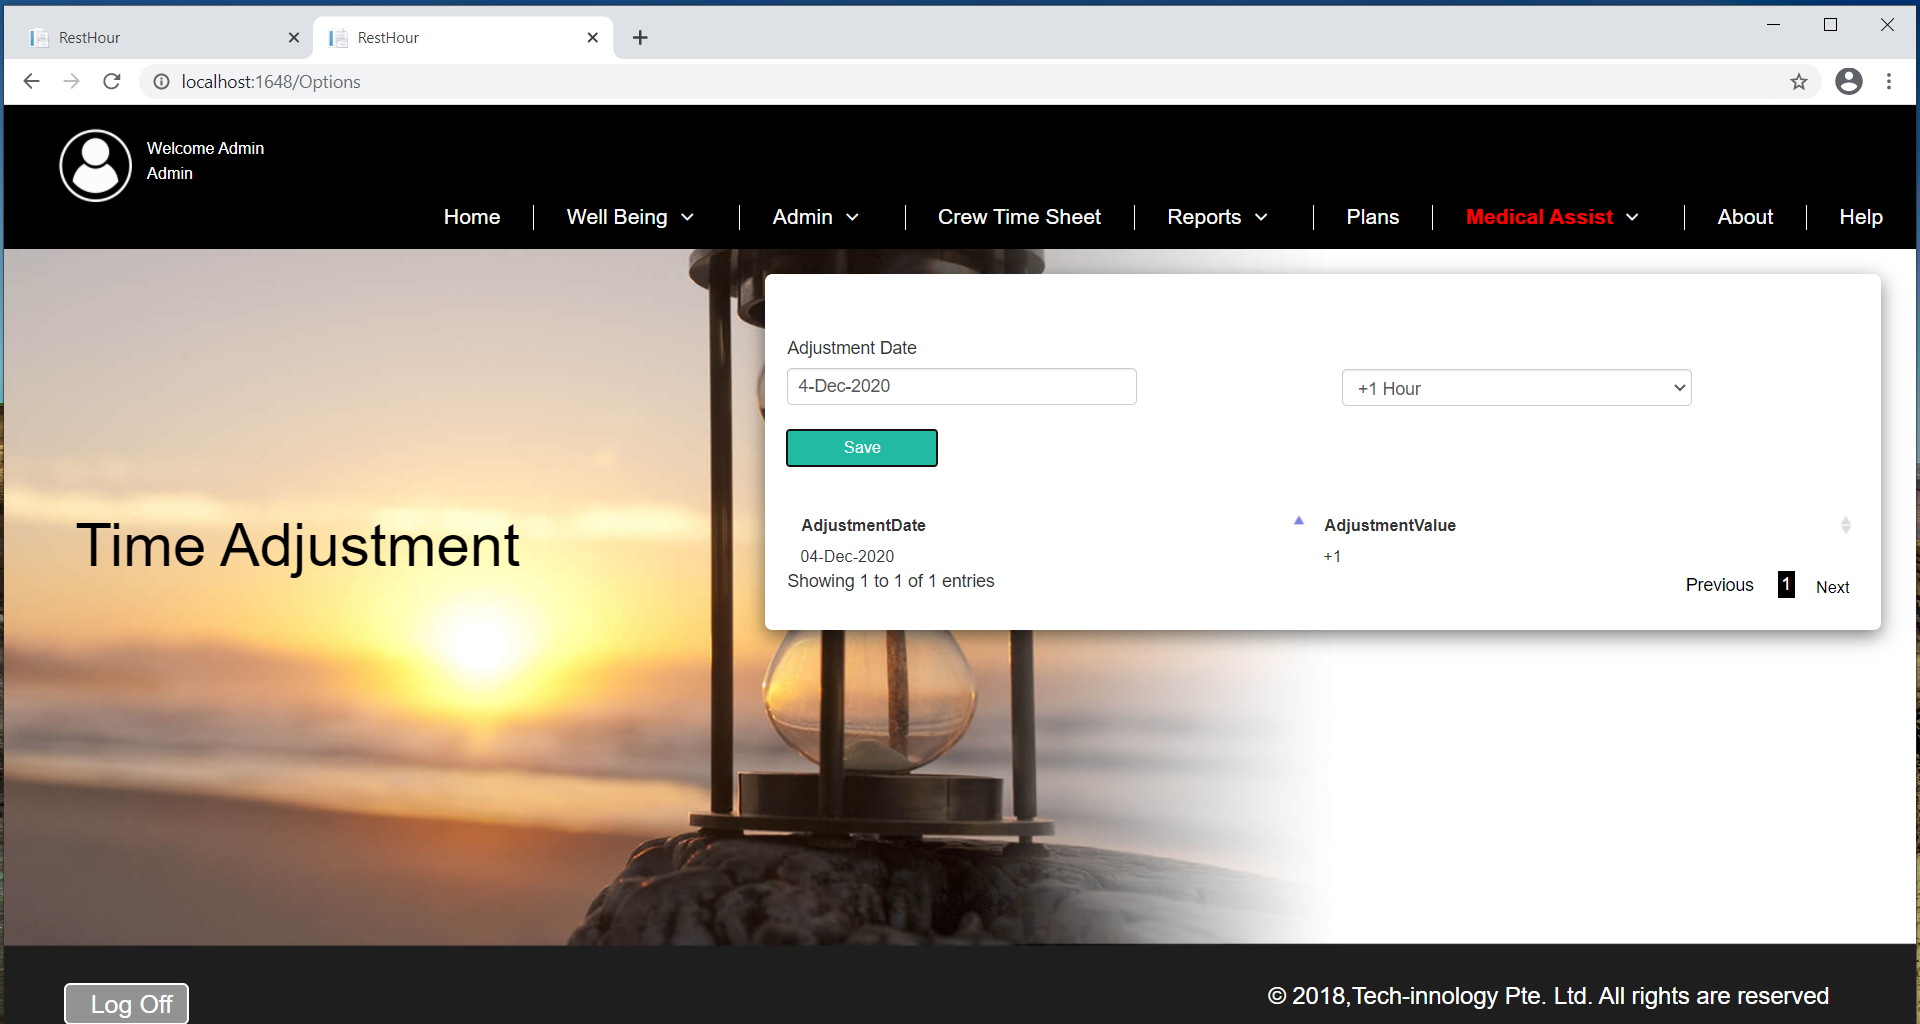 RestHour
RestHour
localhost:1648/Options
Welcome Admin
Admin
Home
Well Being
Admin
Crew Time Sheet
Reports
Plans
Medical Assist
About
Help
Adjustment Date
4-Dec-2020
+1 Hour
Save
Time Adjustment
AdjustmentDate AdjustmentValue
04-Dec-2020 +1
Showing 1 to 1 of 1 entries
Previous 1 Next
Log Off
© 2018,Tech-innology Pte. Ltd. All rights are reserved